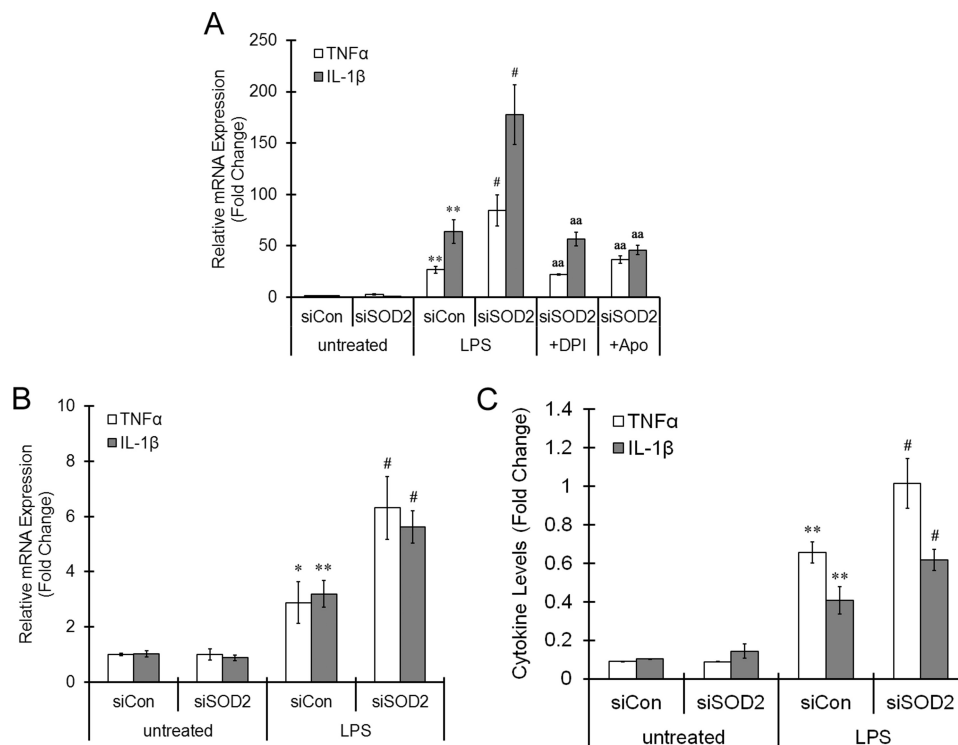 A
Relative mRNA Expression
(Fold Change)
250
200
150
100
50
0
TNFα
IL-1β
**
**
#
#
aa
aa
aa
aa
siCon siSOD2 siCon siSOD2 siSOD2 siSOD2
untreated LPS +DPI +Apo
B
Relative mRNA Expression
(Fold Change)
10
8
6
4
2
0
TNFα
IL-1β
*
**
#
#
siCon siSOD2 siCon siSOD2
untreated LPS
C
Cytokine Levels (Fold Change)
1.4
1.2
1
0.8
0.6
0.4
0.2
0
TNFα
IL-1β
**
**
#
#
siCon siSOD2 siCon siSOD2
untreated LPS